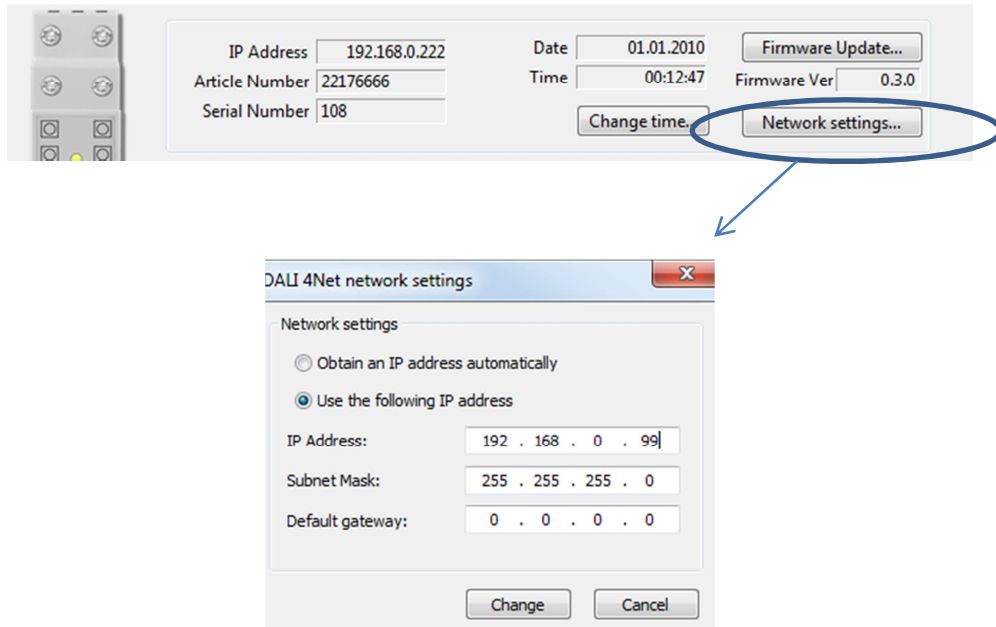 IP Address 192.168.0.222 Date 01.01.2010 Firmware Update...
Article Number 22176666 Time 00:12:47 Firmware Ver 0.3.0
Serial Number 108 Change time... Network settings...
DALI 4Net network settings
Network settings
Obtain an IP address automatically
Use the following IP address
IP Address: 192 . 168 . 0 . 99
Subnet Mask: 255 . 255 . 255 . 0
Default gateway: 0 . 0 . 0 . 0
Change Cancel